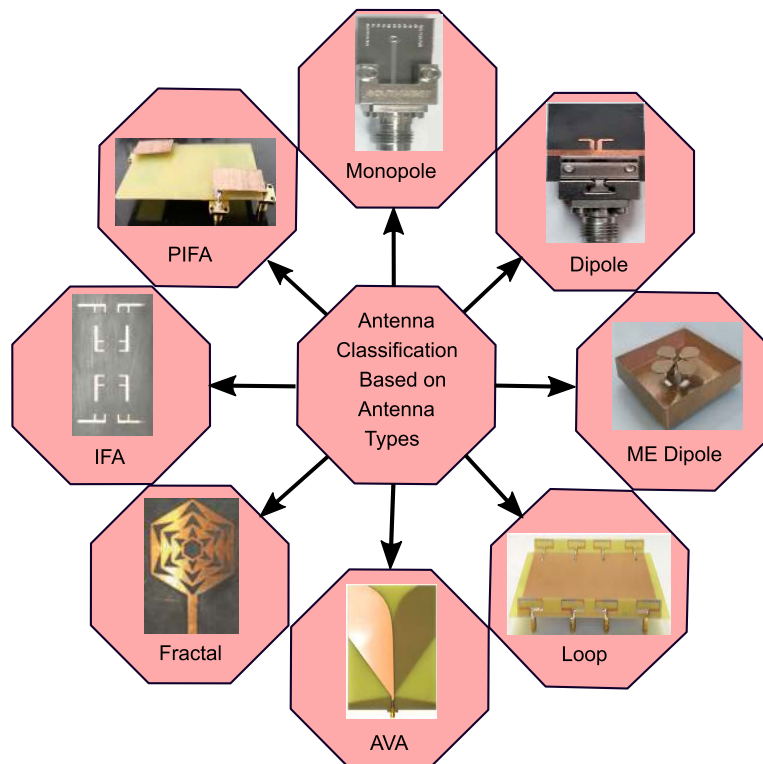 Monopole
Dipole
PIFA
Antenna
Classification
Based on
Antenna
Types
IFA
ME Dipole
Fractal
Loop
AVA